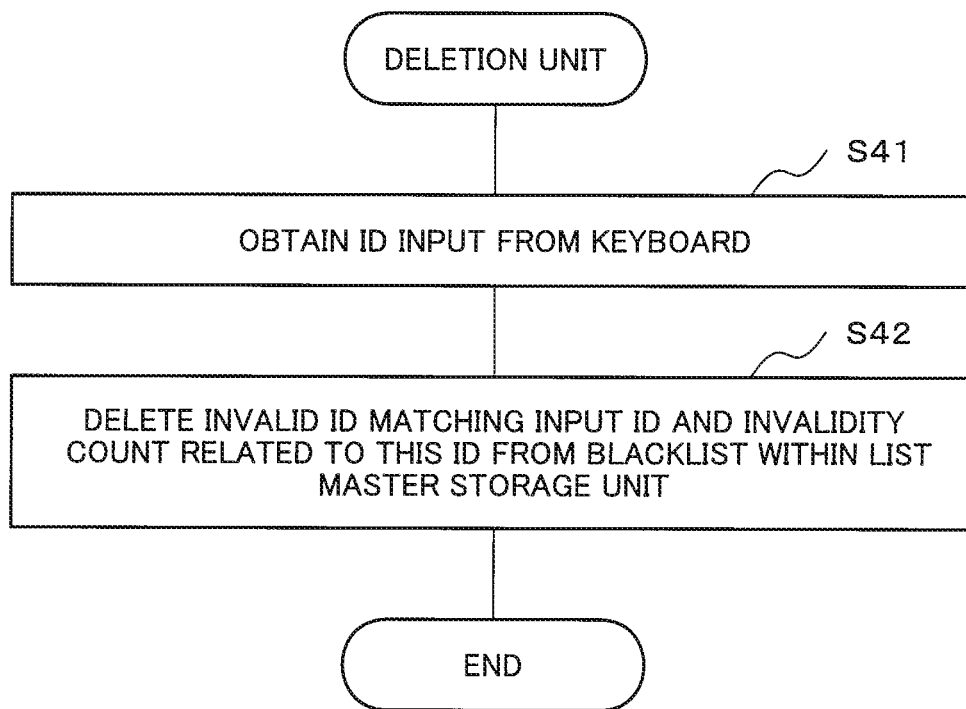 DELETION UNIT
S41
OBTAIN ID INPUT FROM KEYBOARD
S42
DELETE INVALID ID MATCHING INPUT ID AND INVALIDITY
COUNT RELATED TO THIS ID FROM BLACKLIST WITHIN LIST
MASTER STORAGE UNIT
END